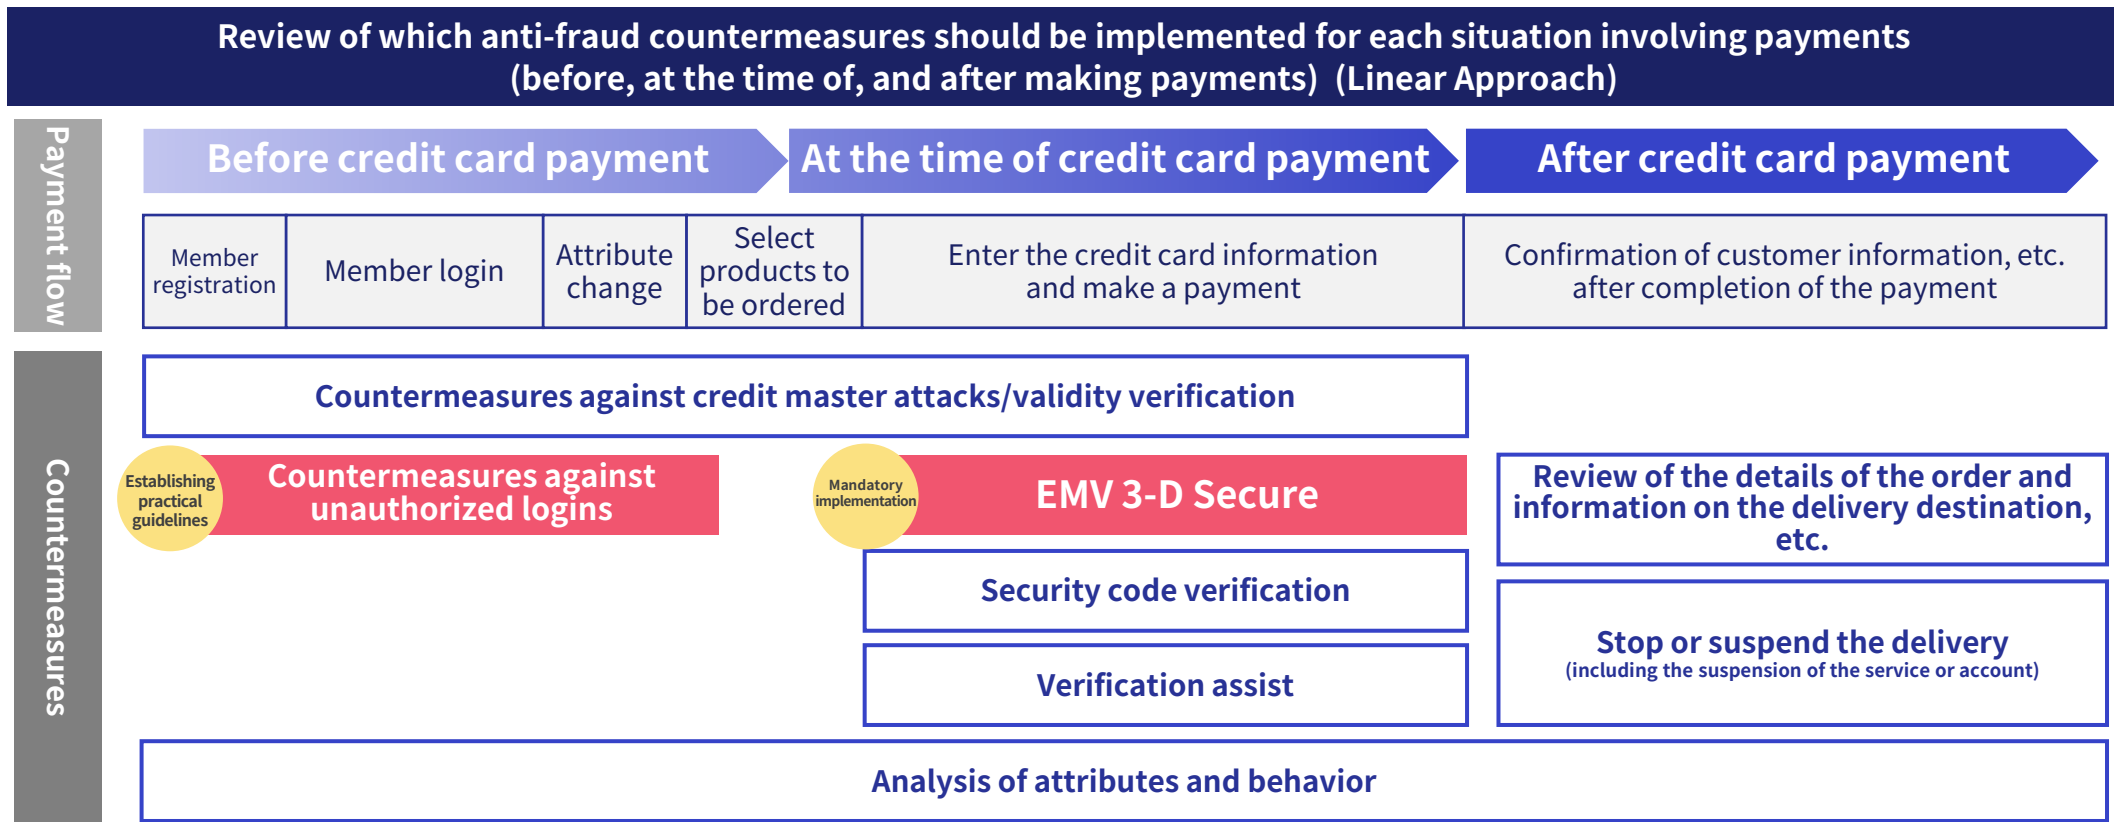 Review of which anti-fraud countermeasures should be implemented for each situation involving payments
(before, at the time of, and after making payments) (Linear Approach)
Payment flow
Before credit card payment
At the time of credit card payment
After credit card payment
Member
registration
Member login
Attribute
change
Select
products to
be ordered
Enter the credit card information
and make a payment
Confirmation of customer information, etc.
after completion of the payment
Countermeasures
Countermeasures against credit master attacks/validity verification
Establishing
practical
guidelines
Countermeasures against
unauthorized logins
Mandatory
implementation
EMV 3-D Secure
Review of the details of the order and
information on the delivery destination,
etc.
Security code verification
Verification assist
Stop or suspend the delivery
(including the suspension of the service or account)
Analysis of attributes and behavior